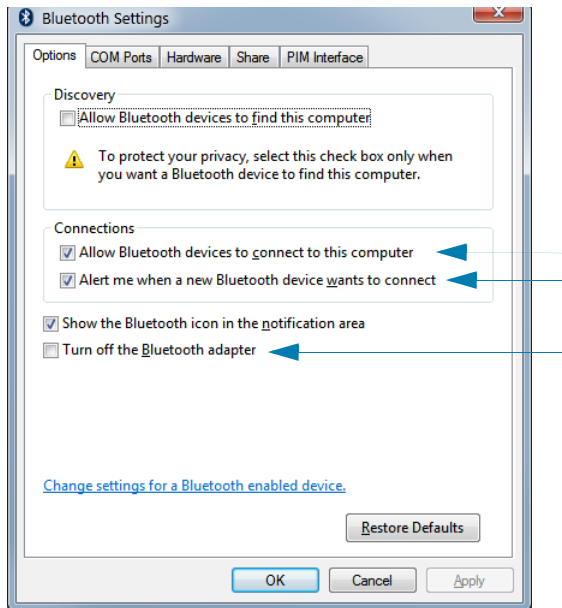 Bluetooth Settings
Options COM Ports Hardware Share PIM Interface
Discovery
Allow Bluetooth devices to find this computer
To protect your privacy, select this check box only when
you want a Bluetooth device to find this computer.
Connections
Allow Bluetooth devices to connect to this computer
Alert me when a new Bluetooth device wants to connect
Show the Bluetooth icon in the notification area
Turn off the Bluetooth adapter
Change settings for a Bluetooth enabled device.
Restore Defaults
OK Cancel Apply